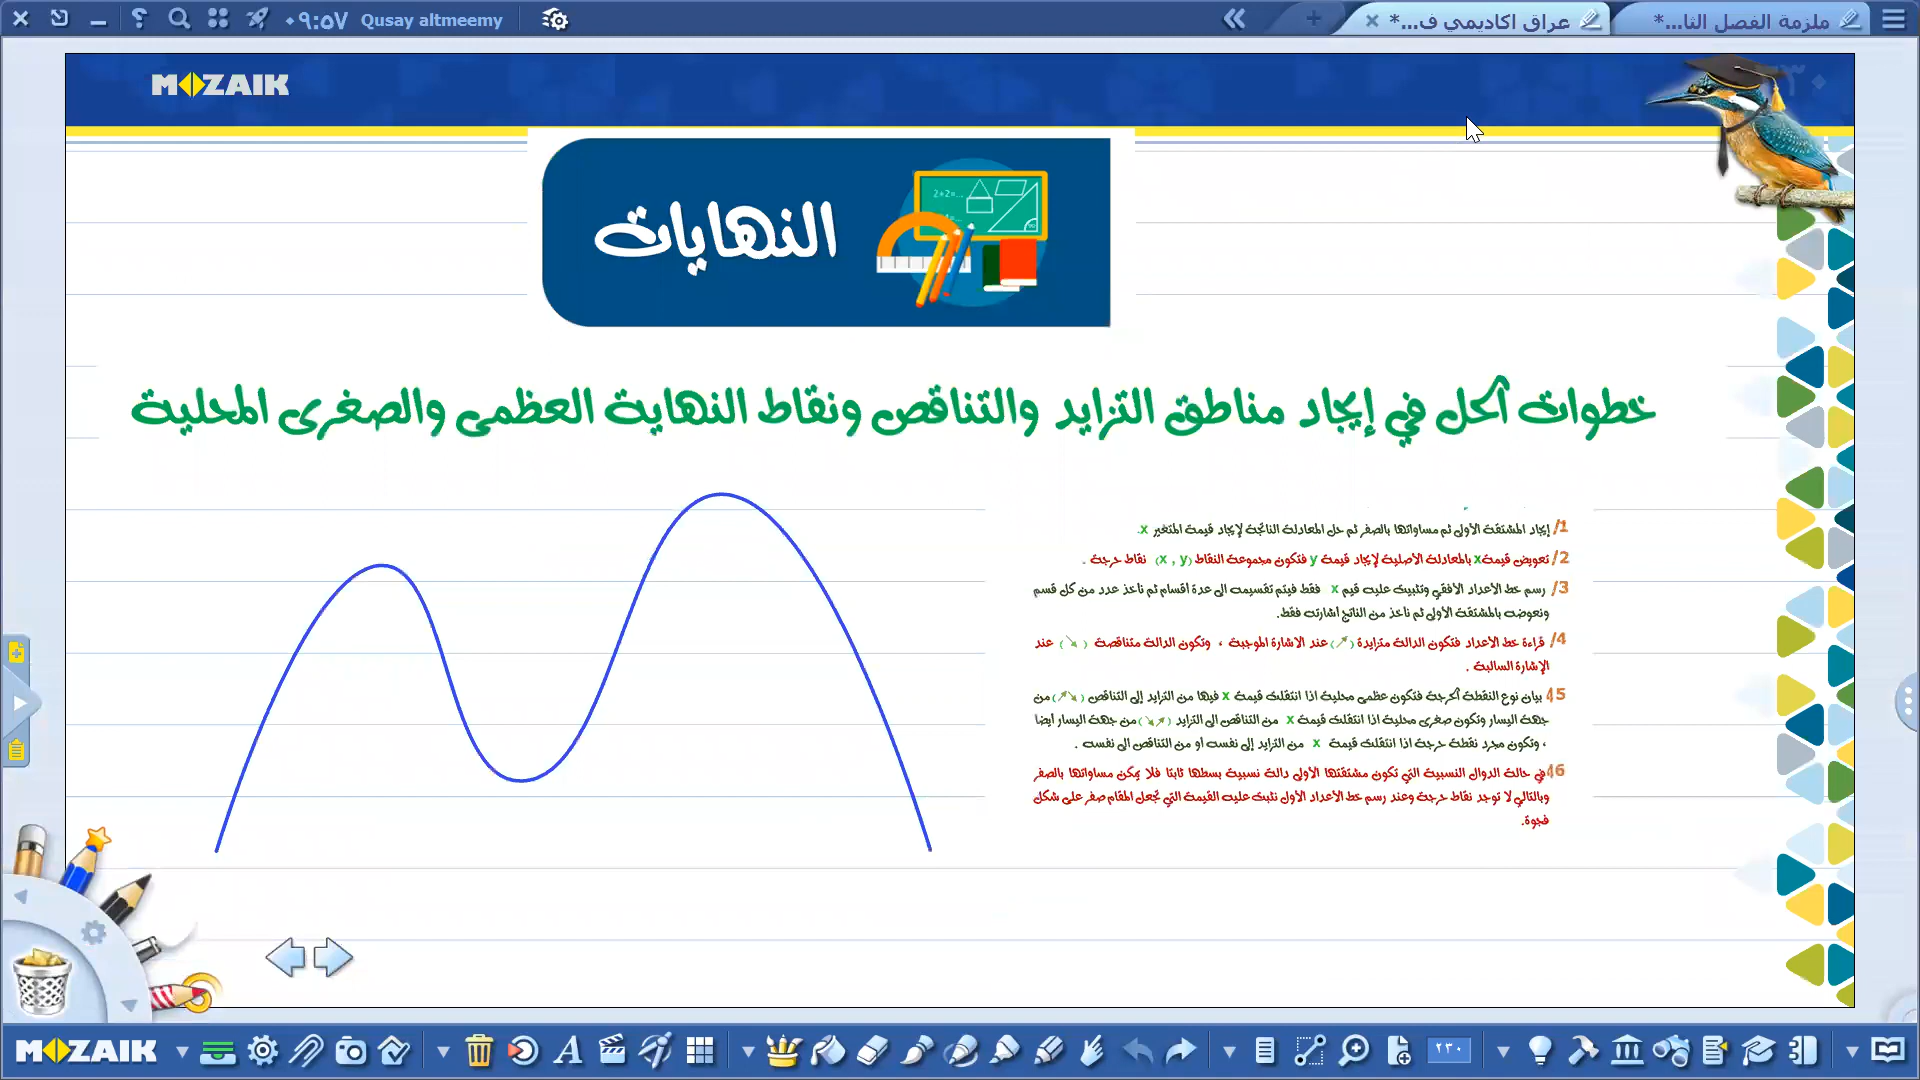 ٠٩:٥٧ Qusay altmeemy
عراق اكاديمي ف...*
ملزمة الفصل الثا...*
MOZAIK
النهايات
2+2=...
خطوات الحل في إيجاد مناطق التزايد والتناقص ونقاط النهاية العظمى والصغرى المحلية
1/ إيجاد المشتقة الأولى ثم مساواتها بالصفر ثم حل المعادلة الناتجة لإيجاد قيمة المتغير x.
2/ تعويض قيمة x بالمعادلة الأصلية لإيجاد قيمة y فتكون مجموعة النقاط (x , y) نقاط حرجة .
3/ رسم خط الأعداد الأفقي وتثبيت عليه قيم x فقط فيتم تقسيمه الى عدة اقسام ثم نأخذ عدد من كل قسم
ونعوضه بالمشتقة الأولى ثم نأخذ من الناتج اشارته فقط.
4/ قراءة خط الأعداد فتكون الدالة متزايدة (↗) عند الاشارة الموجبة ، وتكون الدالة متناقصة (↘) عند
الإشارة السالبة .
5/ بيان نوع النقطة الحرجة فتكون عظمى محلية اذا انتقلت قيمة x فيها من التزايد إلى التناقص (↗↘) من
جهة اليسار وتكون صغرى محلية اذا انتقلت قيمة x من التناقص الى التزايد (↘↗) من جهة اليسار أيضا
، وتكون مجرد نقطة حرجة اذا انتقلت قيمة x من التزايد إلى نفسه او من التناقص الى نفسه .
6/ في حالة الدوال النسبية التي تكون مشتقتها الأولى دالة نسبية بسطها ثابتا فلا يمكن مساواتها بالصفر
وبالتالي لا توجد نقاط حرجة وعند رسم خط الأعداد الأول نثبت عليه القيمة التي تجعل المقام صفر على شكل
فجوة.
MOZAIK
٢٣٠